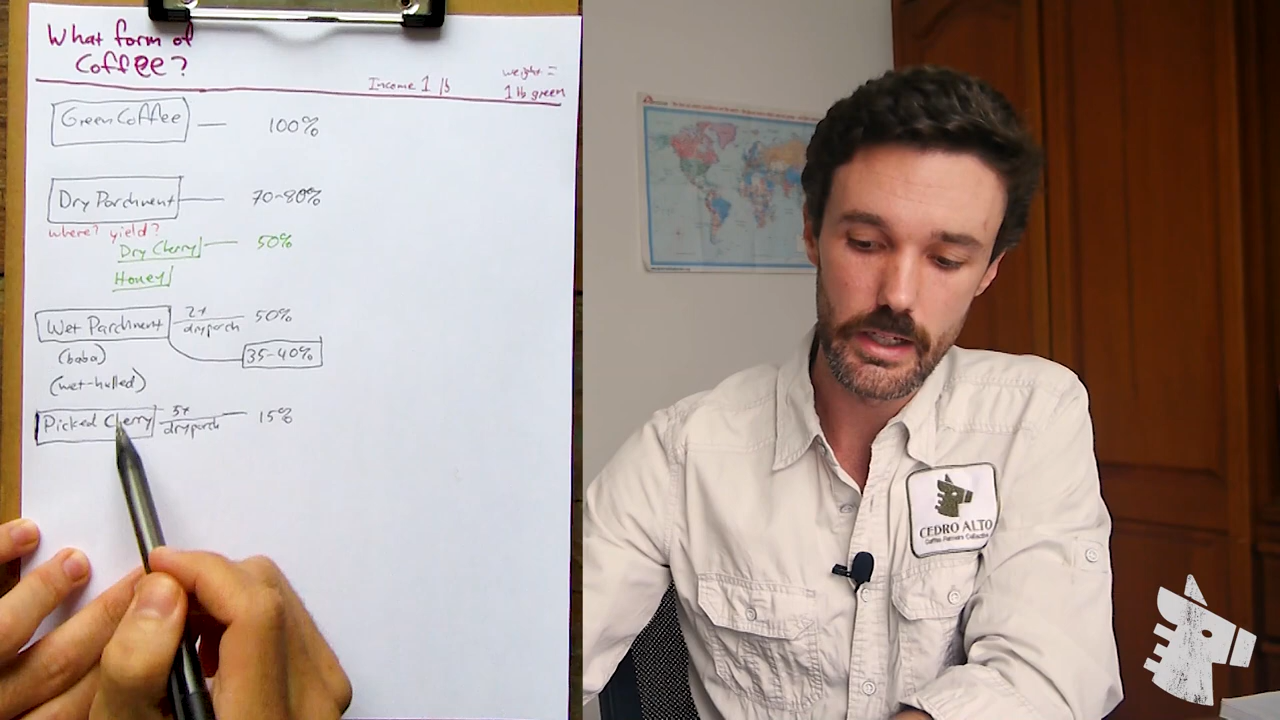 What form of
Coffee?
Income 1 lb
weight =
1 lb green
Green Coffee — 100%
Dry Parchment — 70-80%
where? yield?
Dry Cherry — 50%
Honey
Wet Parchment 2x 50%
dry parch
35-40%
(baba)
(wet-hulled)
Picked Cherry 5x 15%
dry parch
CEDRO ALTO
Coffee Farmers Collective